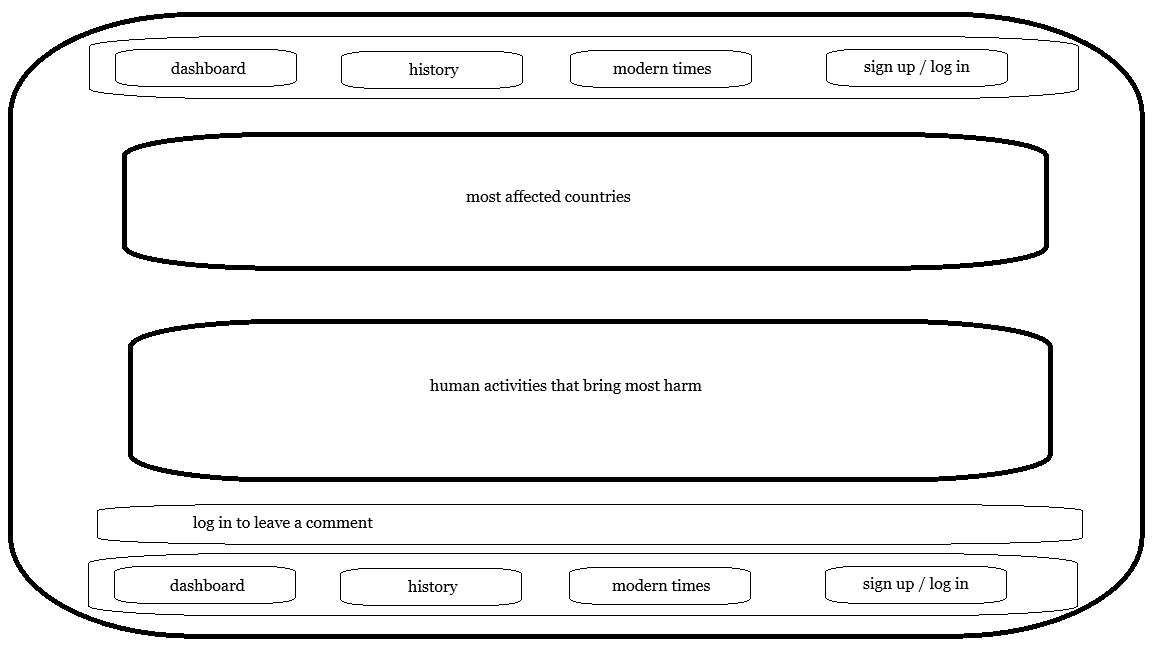 dashboard history modern times sign up / log in
most affected countries
human activities that bring most harm
log in to leave a comment
dashboard history modern times sign up / log in